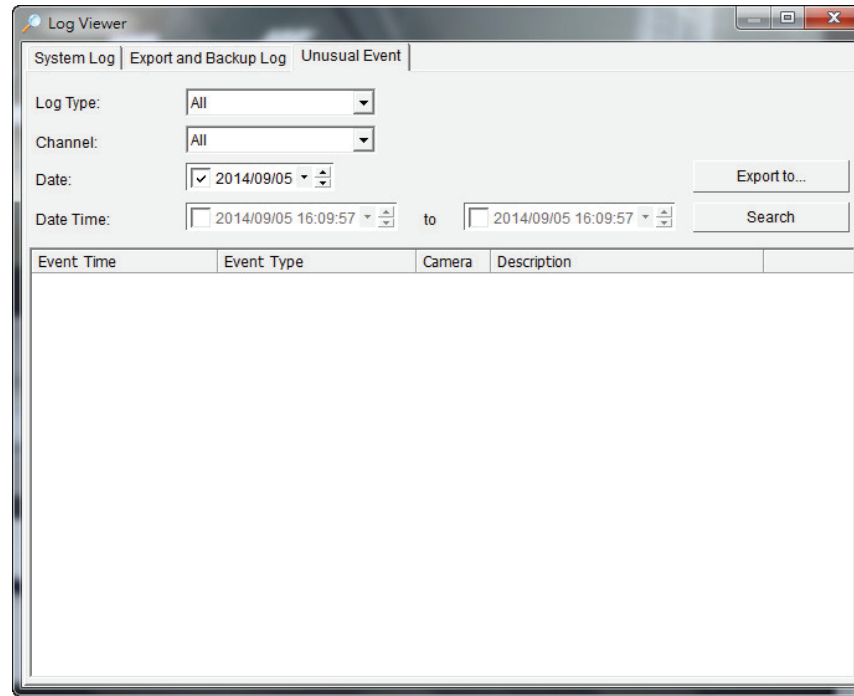 Log Viewer
System Log Export and Backup Log Unusual Event
Log Type: All
Channel: All
Date: 2014/09/05 Export to...
Date Time: 2014/09/05 16:09:57 to 2014/09/05 16:09:57 Search
Event Time Event Type Camera Description